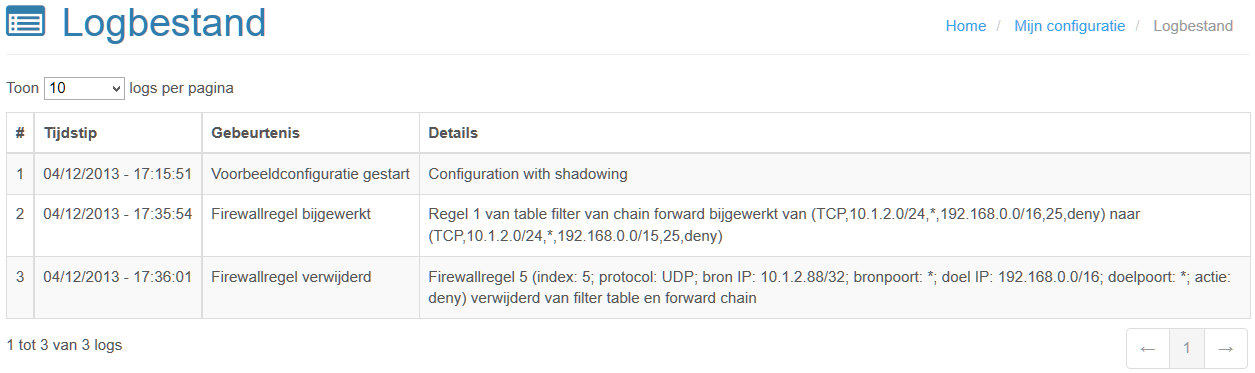 Logbestand
Home / Mijn configuratie / Logbestand
Toon 10 logs per pagina
# Tijdstip Gebeurtenis Details
1 04/12/2013 - 17:15:51 Voorbeeldconfiguratie gestart Configuration with shadowing
2 04/12/2013 - 17:35:54 Firewallregel bijgewerkt Regel 1 van table filter van chain forward bijgewerkt van (TCP,10.1.2.0/24,*,192.168.0.0/16,25,deny) naar
(TCP,10.1.2.0/24,*,192.168.0.0/15,25,deny)
3 04/12/2013 - 17:36:01 Firewallregel verwijderd Firewallregel 5 (index: 5; protocol: UDP; bron IP: 10.1.2.88/32; bronpoort: *; doel IP: 192.168.0.0/16; doelpoort: *; actie:
deny) verwijderd van filter table en forward chain
1 tot 3 van 3 logs
← 1 →